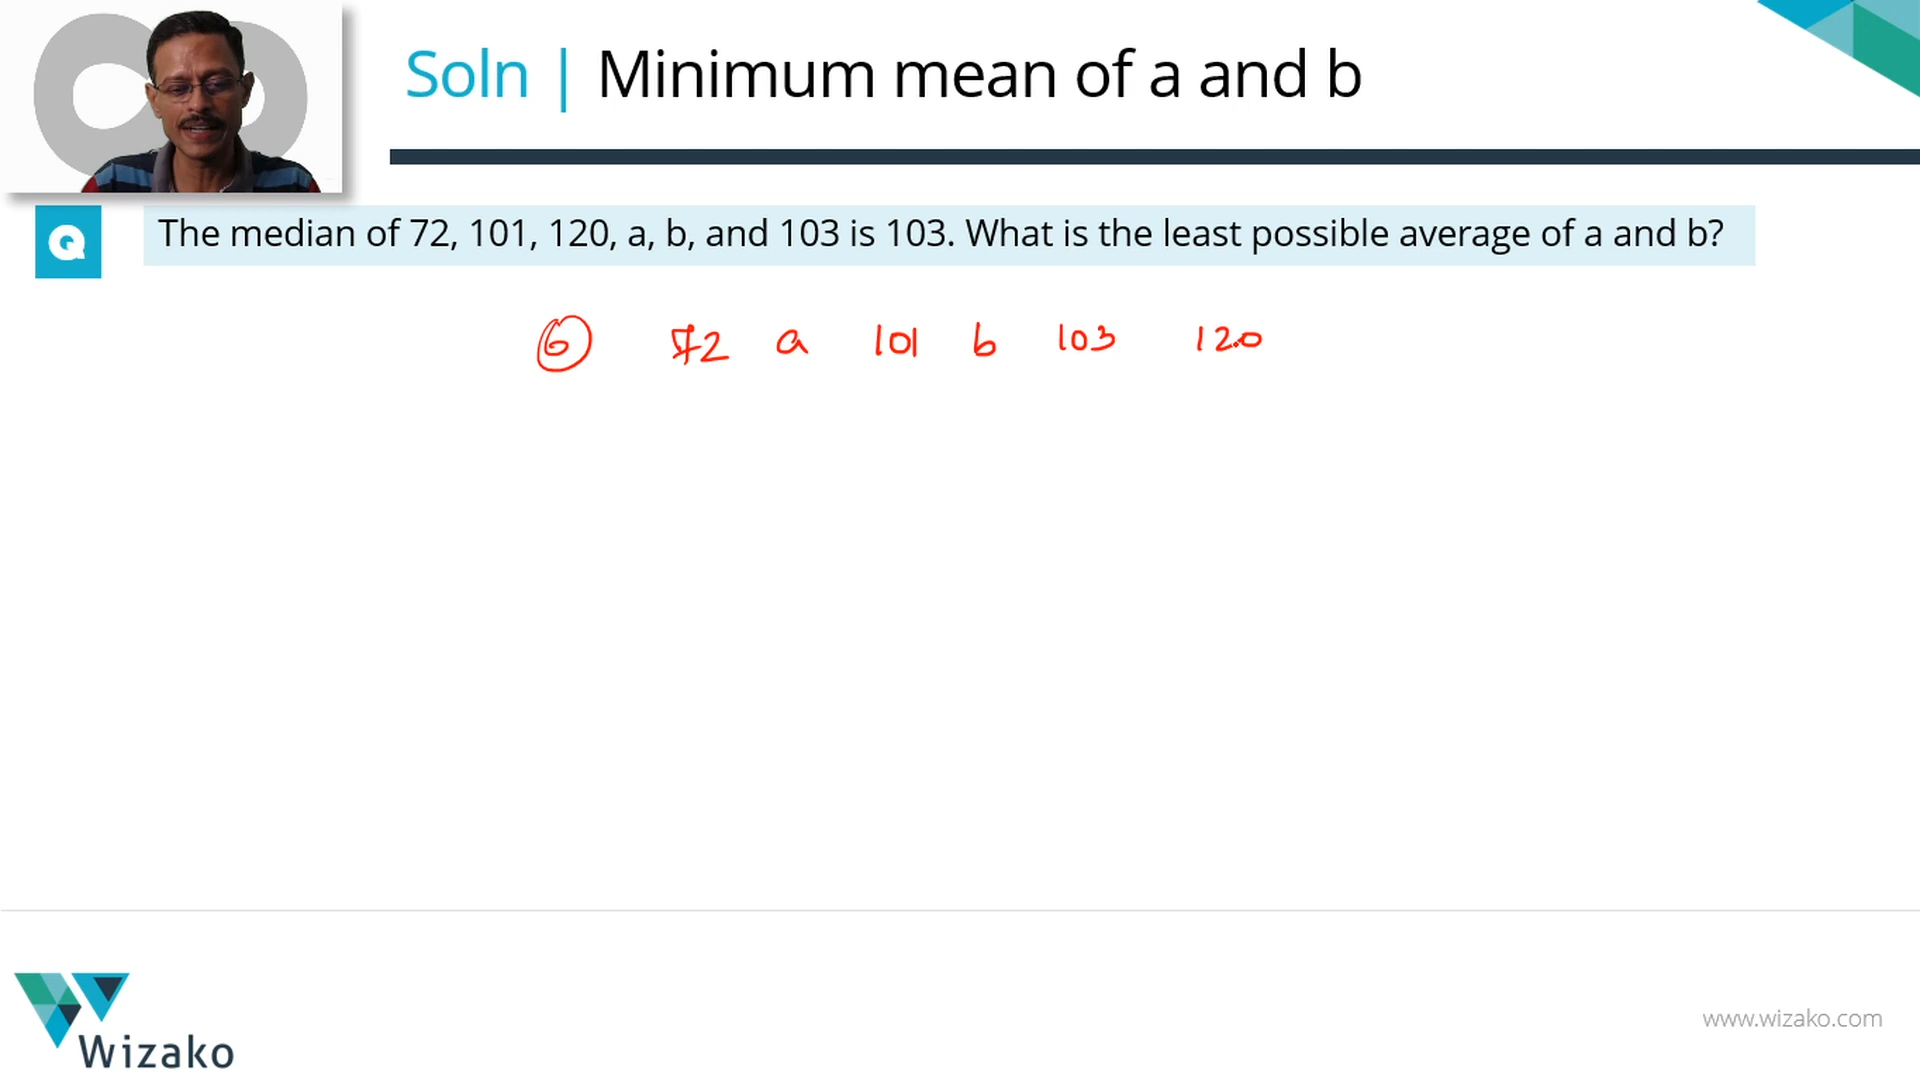 Soln | Minimum mean of a and b
Q
The median of 72, 101, 120, a, b, and 103 is 103. What is the least possible average of a and b?
6 72 a 101 b 103 120
Wizako
www.wizako.com